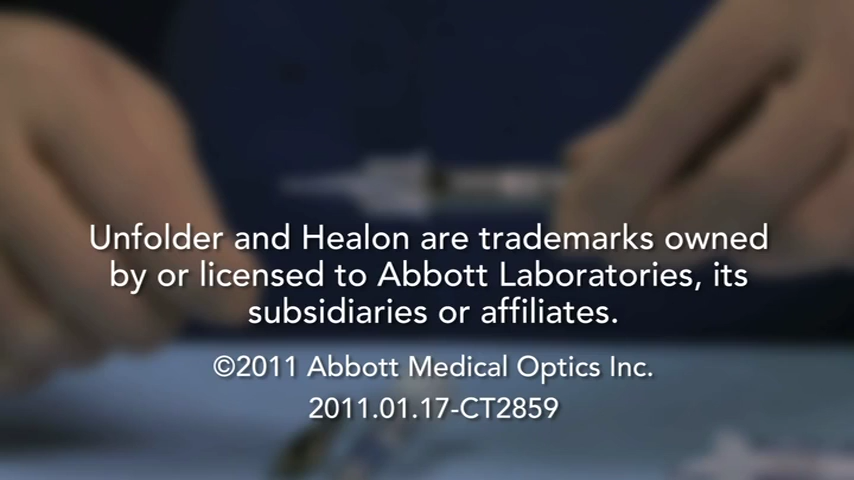 Unfolder and Healon are trademarks owned
by or licensed to Abbott Laboratories, its
subsidiaries or affiliates.
©2011 Abbott Medical Optics Inc.
2011.01.17-CT2859